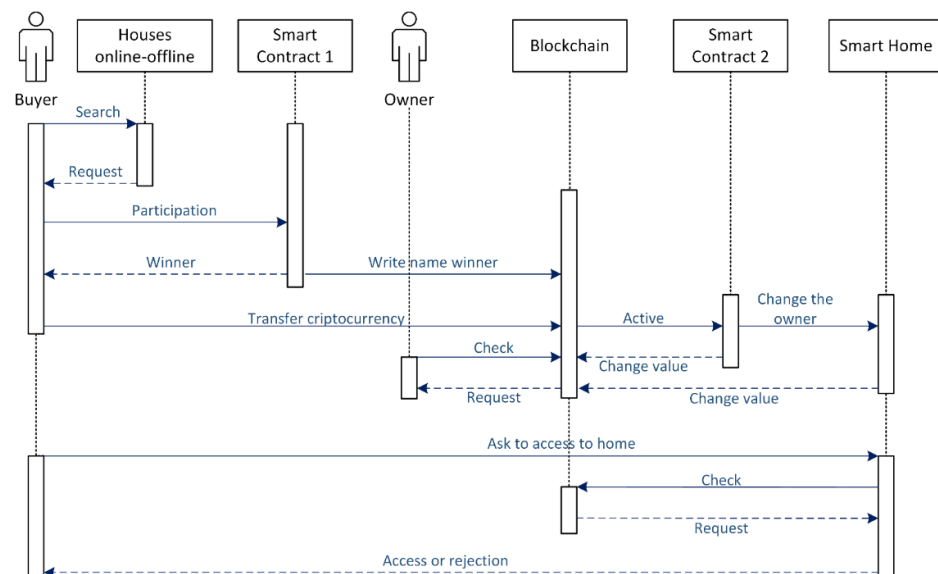 Houses
online-offline
Smart
Contract 1
Blockchain
Smart
Contract 2
Smart Home
Buyer
Owner
Search
Request
Participation
Winner
Write name winner
Change the
owner
Transfer criptocurrency
Active
Check
Change value
Request
Change value
Ask to access to home
Check
Request
Access or rejection